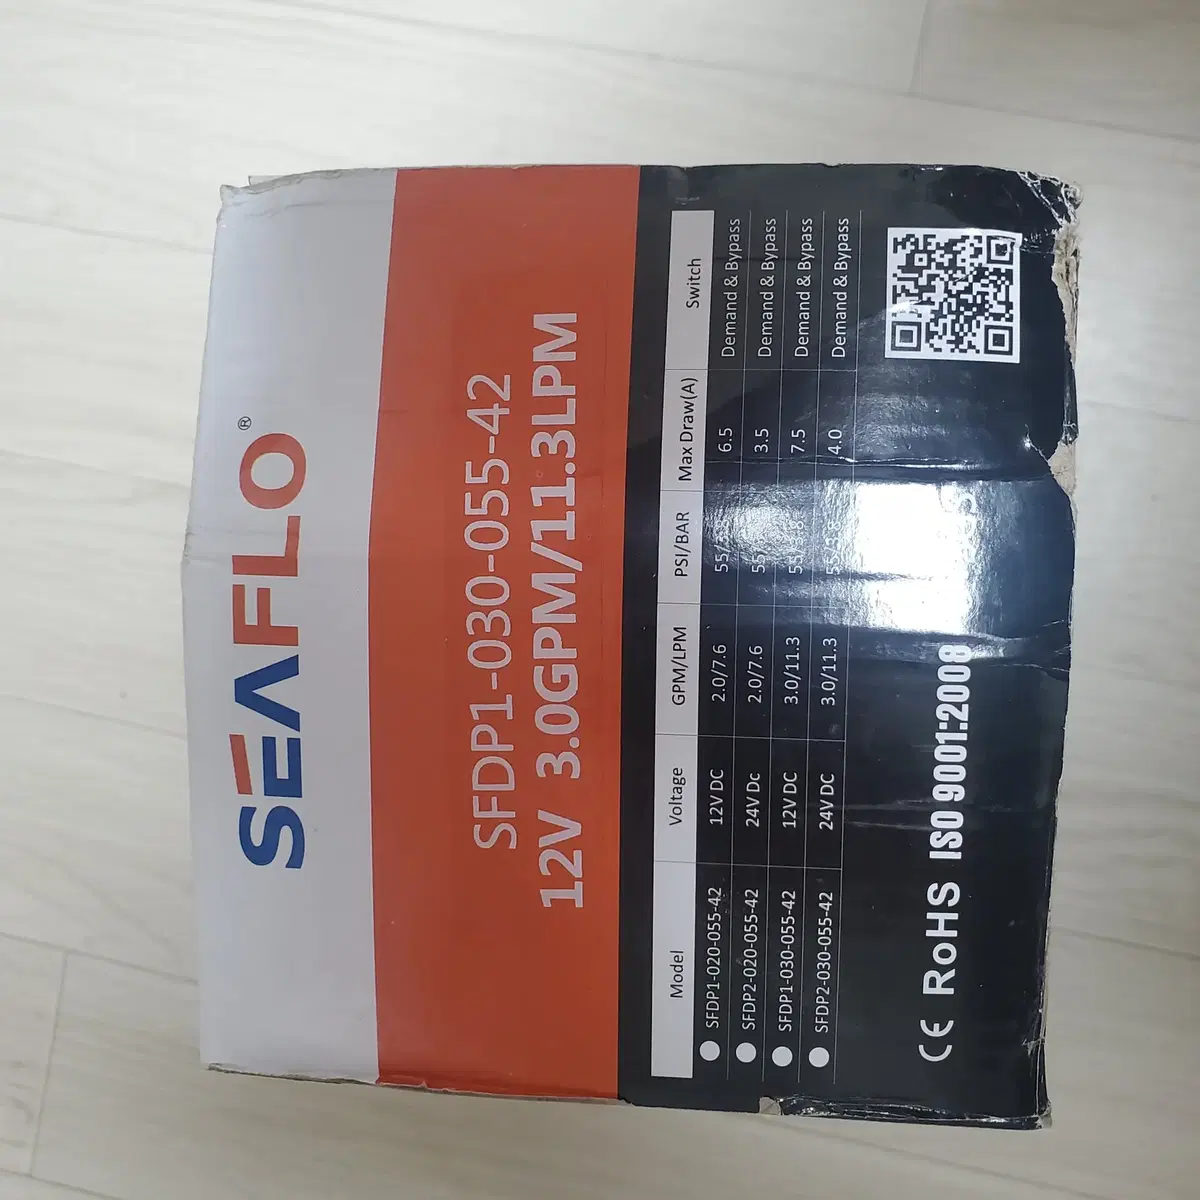 SEAFLO®
SFDP1-030-055-42
12V 3.0GPM/11.3LPM
Model Voltage GPM/LPM PSI/BAR Max Draw(A) Switch
SFDP1-020-055-42 12V DC 2.0/7.6 6.5 Demand & Bypass
SFDP2-020-055-42 24V Dc 2.0/7.6 3.5 Demand & Bypass
SFDP1-030-055-42 12V DC 3.0/11.3 7.5 Demand & Bypass
SFDP2-030-055-42 24V DC 3.0/11.3 4.0 Demand & Bypass
CE RoHS ISO 9001:2008